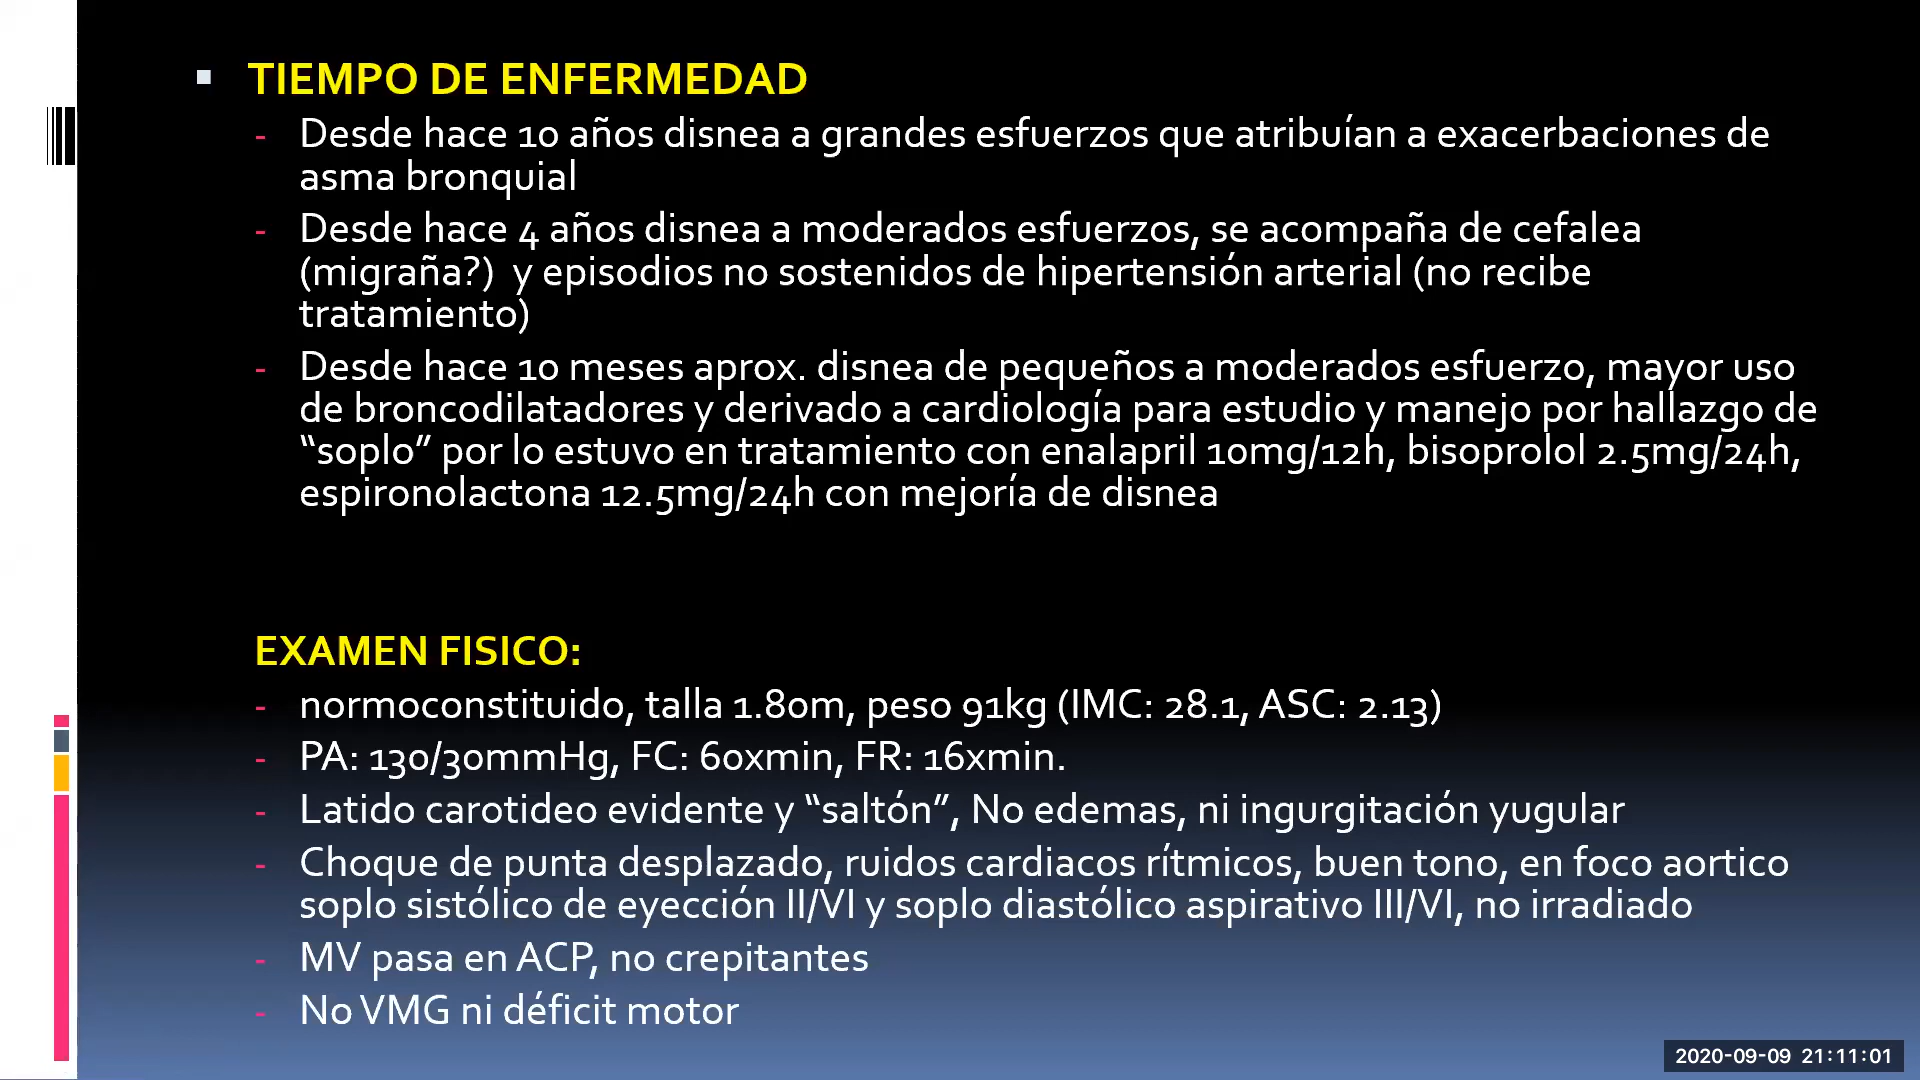 TIEMPO DE ENFERMEDAD
- Desde hace 10 años disnea a grandes esfuerzos que atribuían a exacerbaciones de
asma bronquial
- Desde hace 4 años disnea a moderados esfuerzos, se acompaña de cefalea
(migraña?) y episodios no sostenidos de hipertensión arterial (no recibe
tratamiento)
- Desde hace 10 meses aprox. disnea de pequeños a moderados esfuerzo, mayor uso
de broncodilatadores y derivado a cardiología para estudio y manejo por hallazgo de
“soplo” por lo estuvo en tratamiento con enalapril 10mg/12h, bisoprolol 2.5mg/24h,
espironolactona 12.5mg/24h con mejoría de disnea
EXAMEN FISICO:
- normoconstituido, talla 1.80m, peso 91kg (IMC: 28.1, ASC: 2.13)
- PA: 130/30mmHg, FC: 60xmin, FR: 16xmin.
- Latido carotideo evidente y “saltón”, No edemas, ni ingurgitación yugular
- Choque de punta desplazado, ruidos cardiacos rítmicos, buen tono, en foco aortico
soplo sistólico de eyección II/VI y soplo diastólico aspirativo III/VI, no irradiado
- MV pasa en ACP, no crepitantes
- No VMG ni déficit motor
2020-09-09 21:11:01